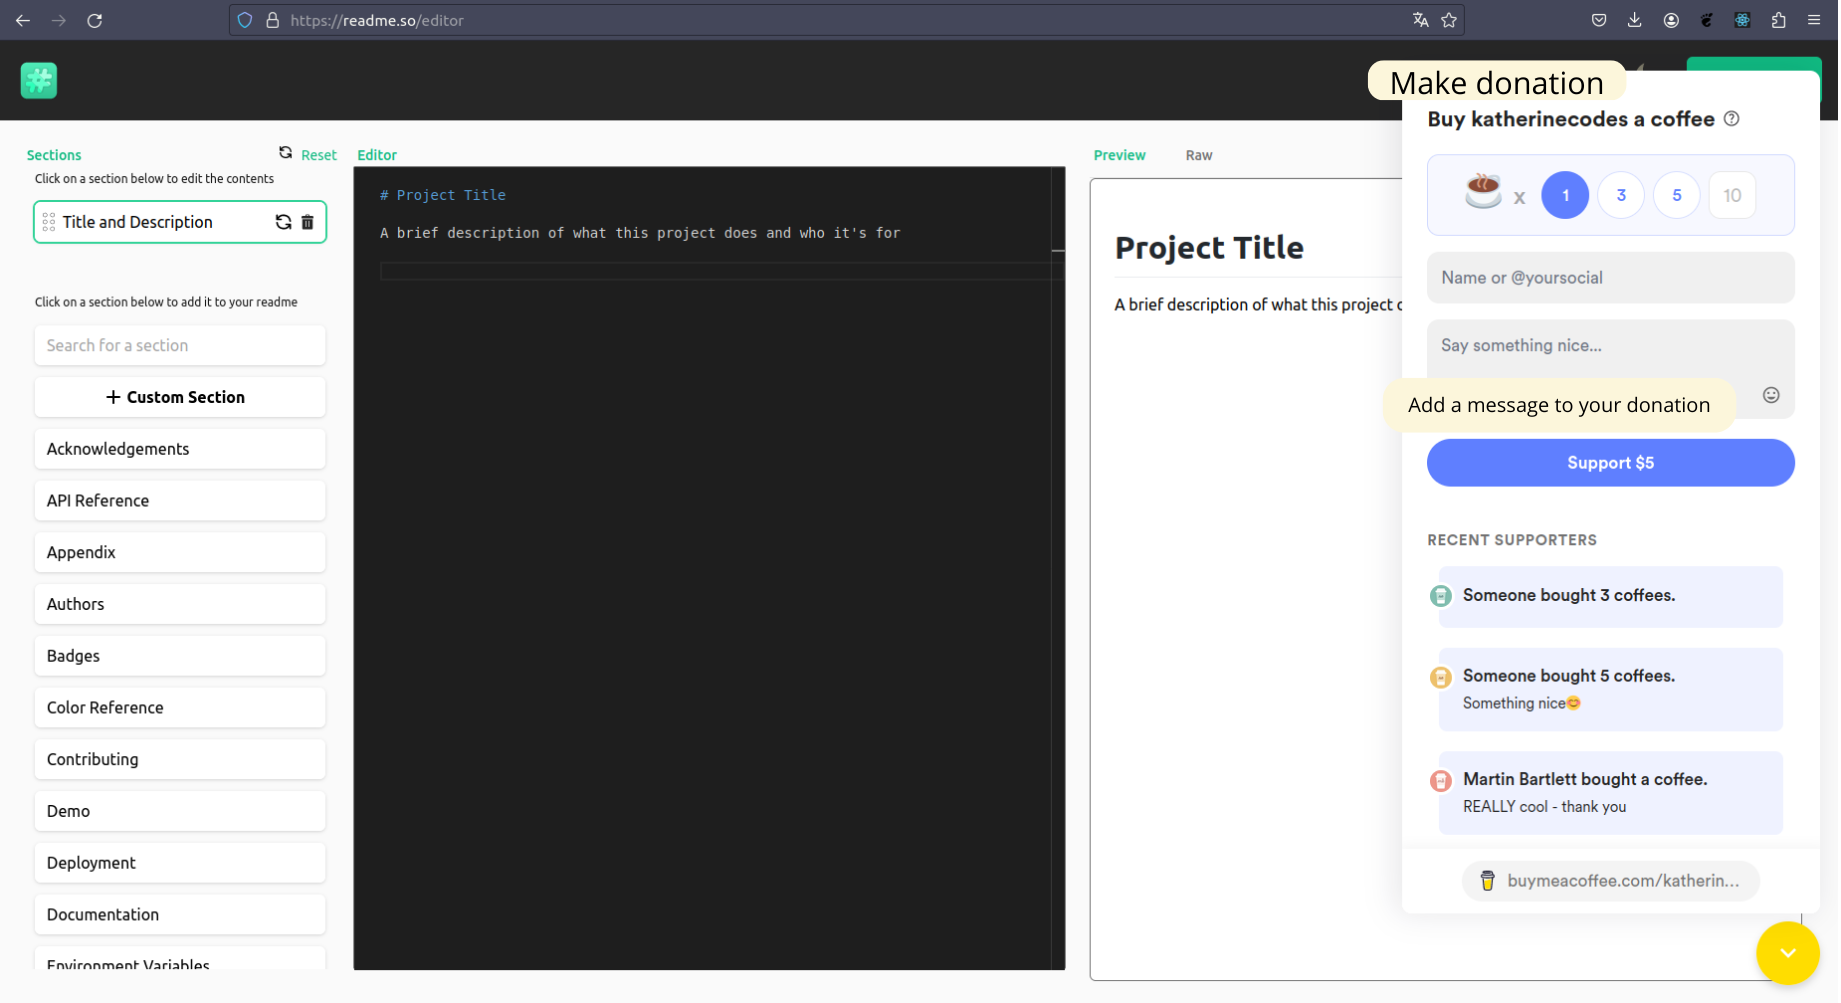 https://readme.so/editor
Make donation
Sections
Reset
Click on a section below to edit the contents
Title and Description
Click on a section below to add it to your readme
Search for a section
+ Custom Section
Acknowledgements
API Reference
Appendix
Authors
Badges
Color Reference
Contributing
Demo
Deployment
Documentation
Environment Variables
Editor
# Project Title
A brief description of what this project does and who it's for
Preview
Raw
Project Title
A brief description of what this project
Buy katherinecodes a coffee
x 1 3 5 10
Name or @yoursocial
Say something nice...
Add a message to your donation
Support $5
RECENT SUPPORTERS
Someone bought 3 coffees.
Someone bought 5 coffees.
Something nice😊
Martin Bartlett bought a coffee.
REALLY cool - thank you
buymeacoffee.com/katherin...